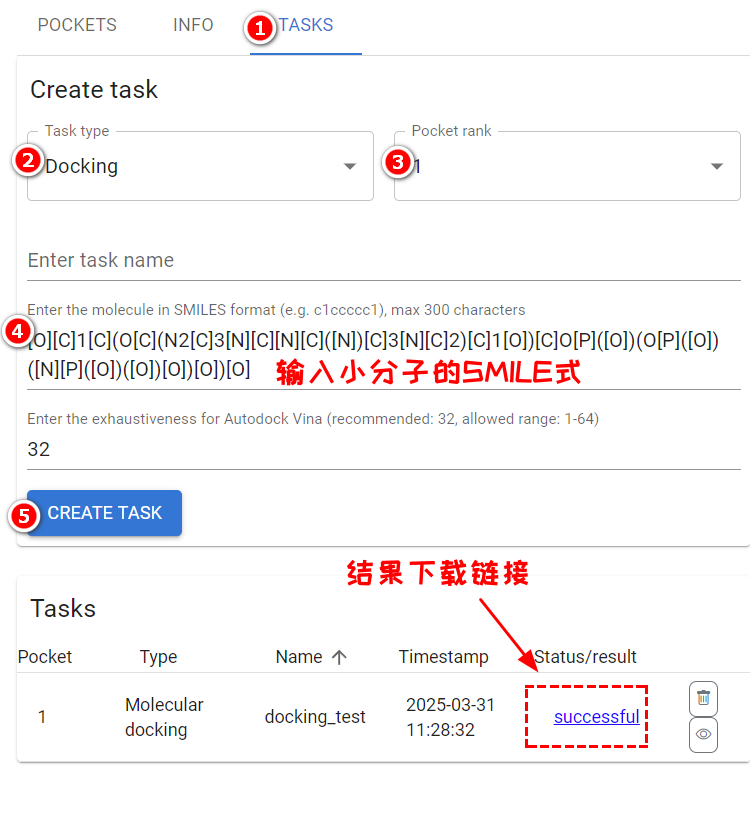 POCKETS INFO 1 TASKS
Create task
Task type Pocket rank
2 Docking 3 1
Enter task name
Enter the molecule in SMILES format (e.g. c1ccccc1), max 300 characters
4 [O][C]1[C](O[C](N2[C]3[N][C][N][C]([N])[C]3[N][C]2)[C]1[O])[C]O[P]([O])(O[P]([O])
([N][P]([O])([O])[O])[O])[O] 输入小分子的SMILE式
Enter the exhaustiveness for Autodock Vina (recommended: 32, allowed range: 1-64)
32
5 CREATE TASK
结果下载链接
Tasks
Pocket Type Name Timestamp Status/result
1 Molecular docking_test 2025-03-31 successful
docking 11:28:32